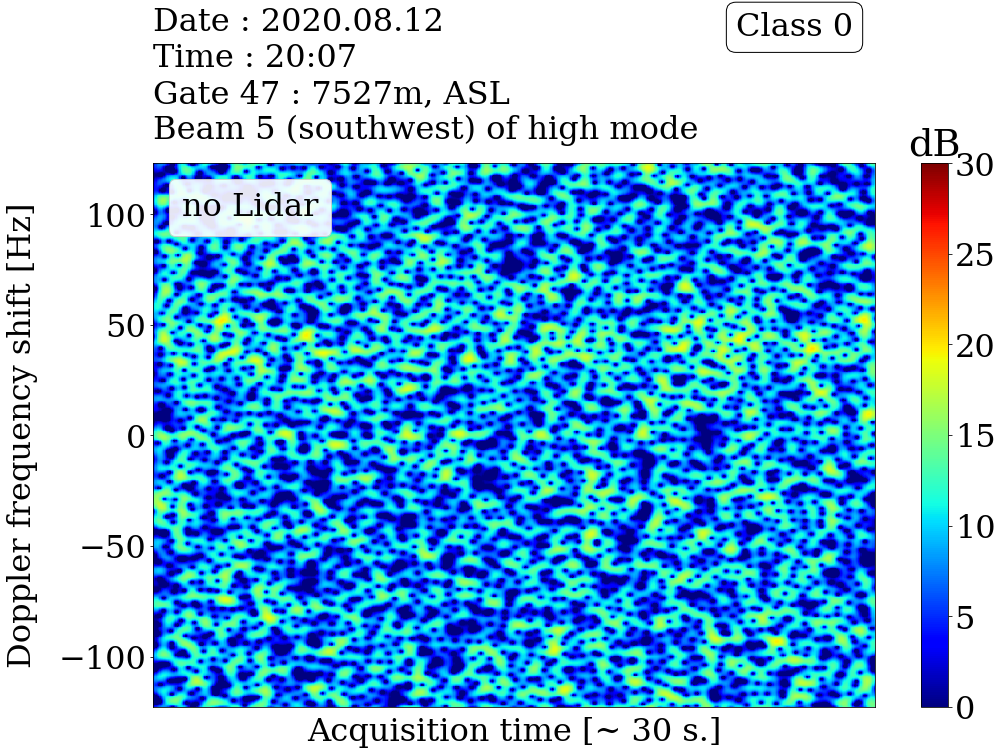 Date : 2020.08.12
Time : 20:07
Gate 47 : 7527m, ASL
Beam 5 (southwest) of high mode
Class 0
no Lidar
Doppler frequency shift [Hz]
100
50
0
−50
−100
Acquisition time [~ 30 s.]
dB
30
25
20
15
10
5
0